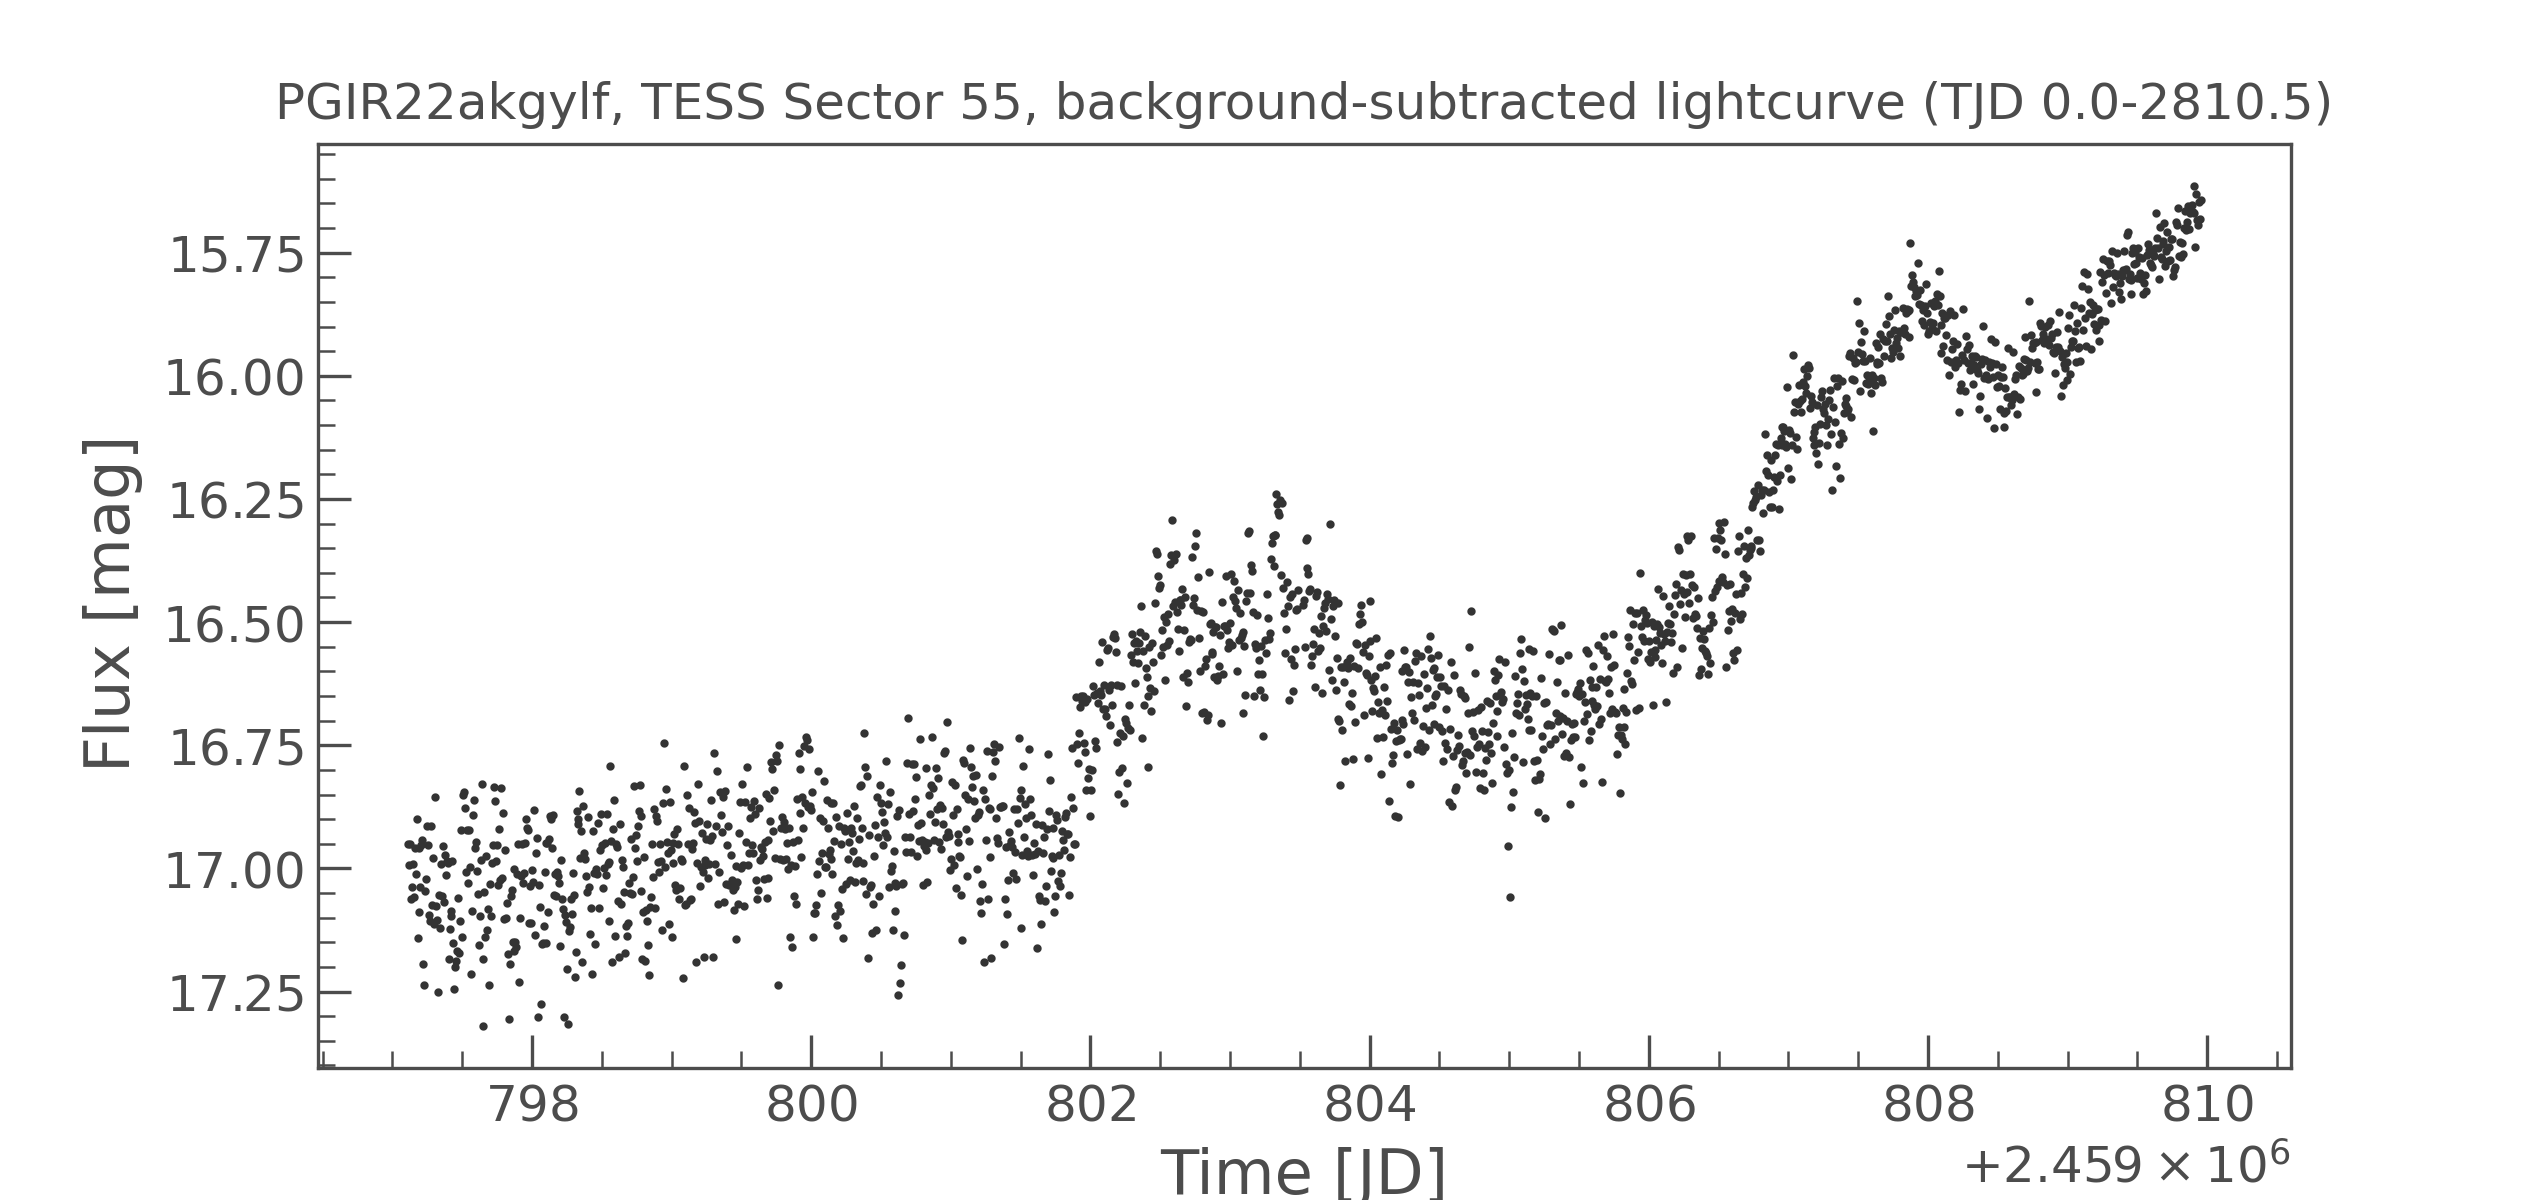 PGIR22akgylf, TESS Sector 55, background-subtracted lightcurve (TJD 0.0-2810.5)
Flux [mag]
15.75
16.00
16.25
16.50
16.75
17.00
17.25
798 800 802 804 806 808 810
+2.459 × 10⁶
Time [JD]